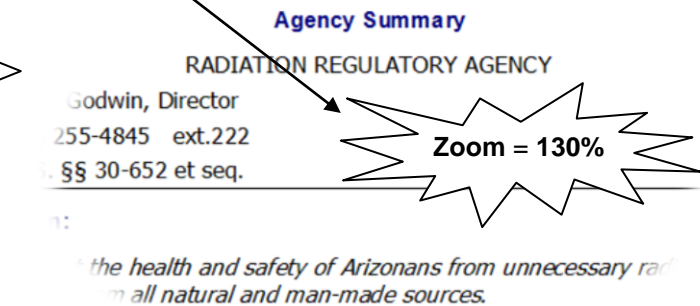 Agency Summary
RADIATION REGULATORY AGENCY
Godwin, Director
255-4845 ext.222
§§ 30-652 et seq.
Zoom = 130%
the health and safety of Arizonans from unnecessary
all natural and man-made sources.